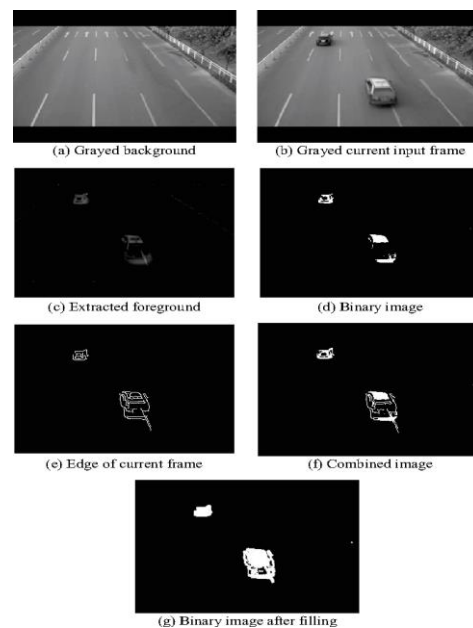 (a) Grayed background
(b) Grayed current input frame
(c) Extracted foreground
(d) Binary image
(e) Edge of current frame
(f) Combined image
(g) Binary image after filling